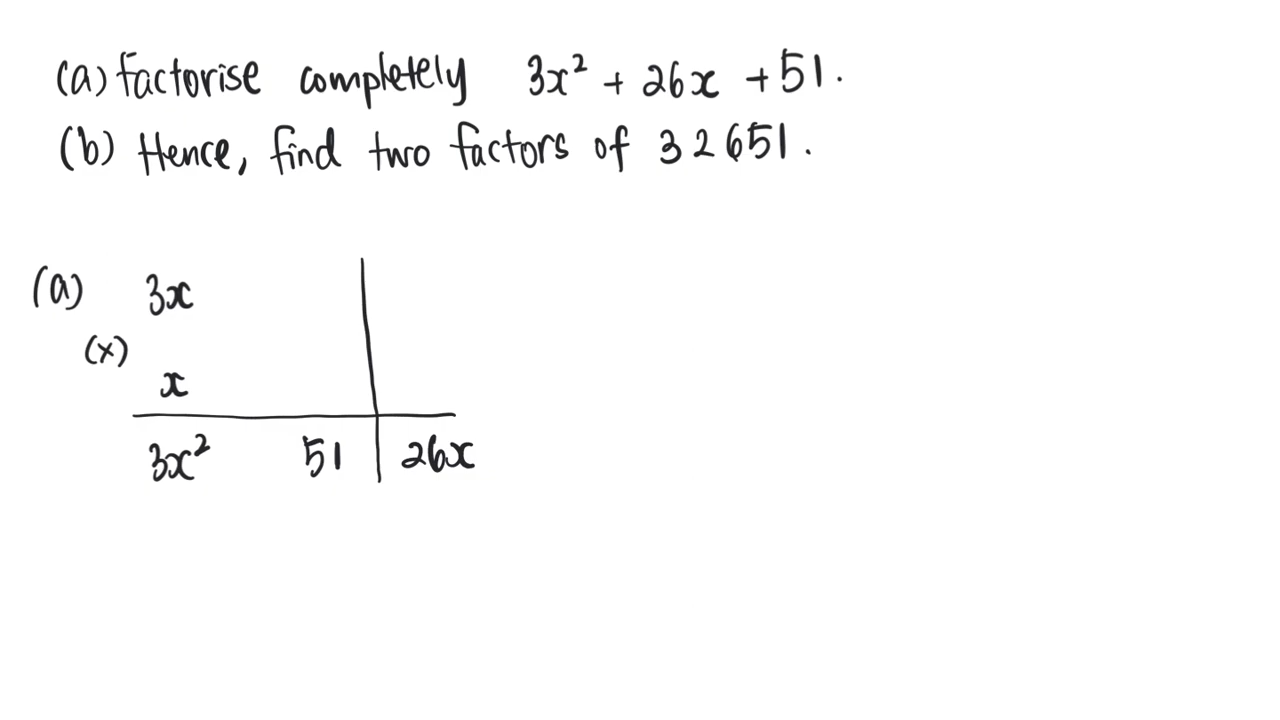 (a) Factorise completely 3x² + 26x + 51.
(b) Hence, find two factors of 32651.
(a) 3x
(x)
x
3x² 51 26x